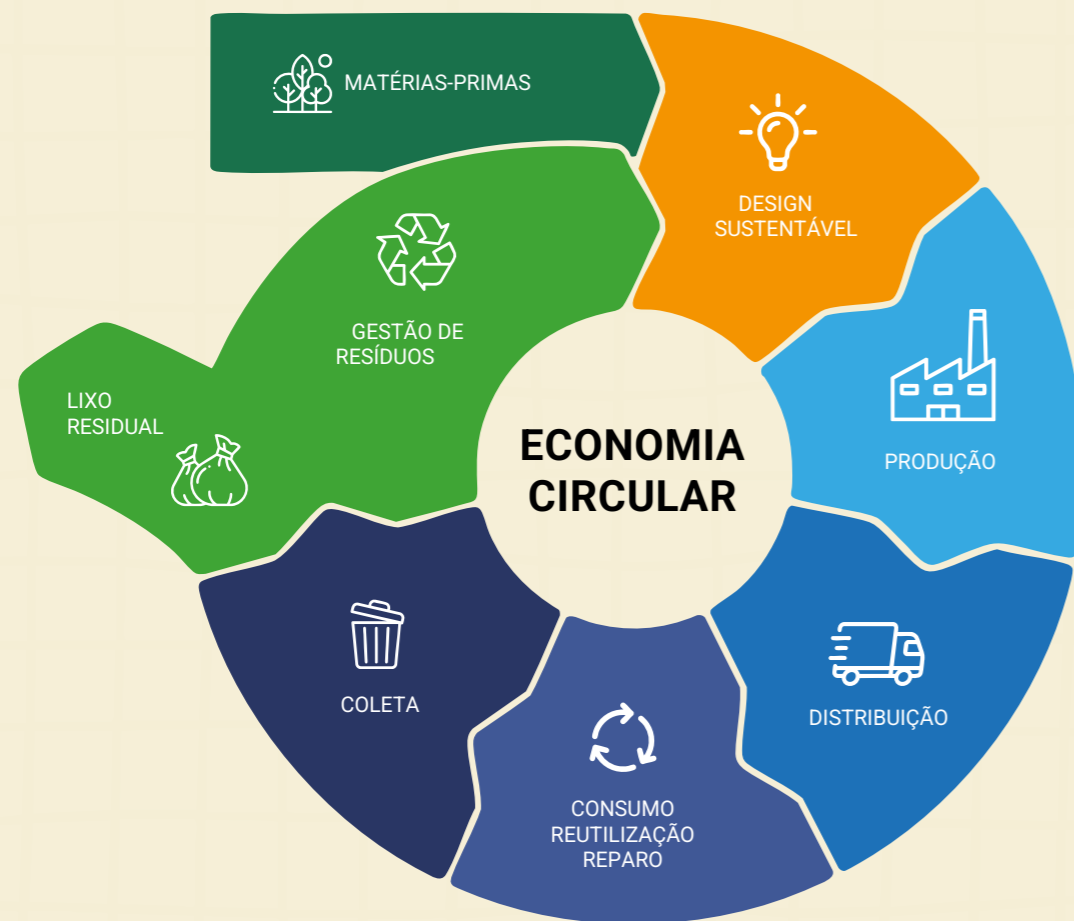 MATÉRIAS-PRIMAS
DESIGN
SUSTENTÁVEL
PRODUÇÃO
DISTRIBUIÇÃO
CONSUMO
REUTILIZAÇÃO
REPARO
COLETA
LIXO
RESIDUAL
GESTÃO DE
RESÍDUOS
ECONOMIA
CIRCULAR